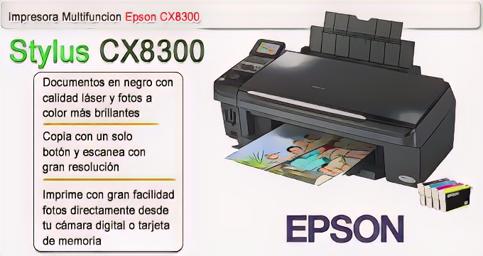 Impresora Multifuncion Epson CX8300
Stylus CX8300
Documentos en negro con
calidad láser y fotos a
color más brillantes
Copia con un solo
botón y escanea con
gran resolución
Imprime con gran facilidad
fotos directamente desde
tu cámara digital o tarjeta
de memoria
EPSON